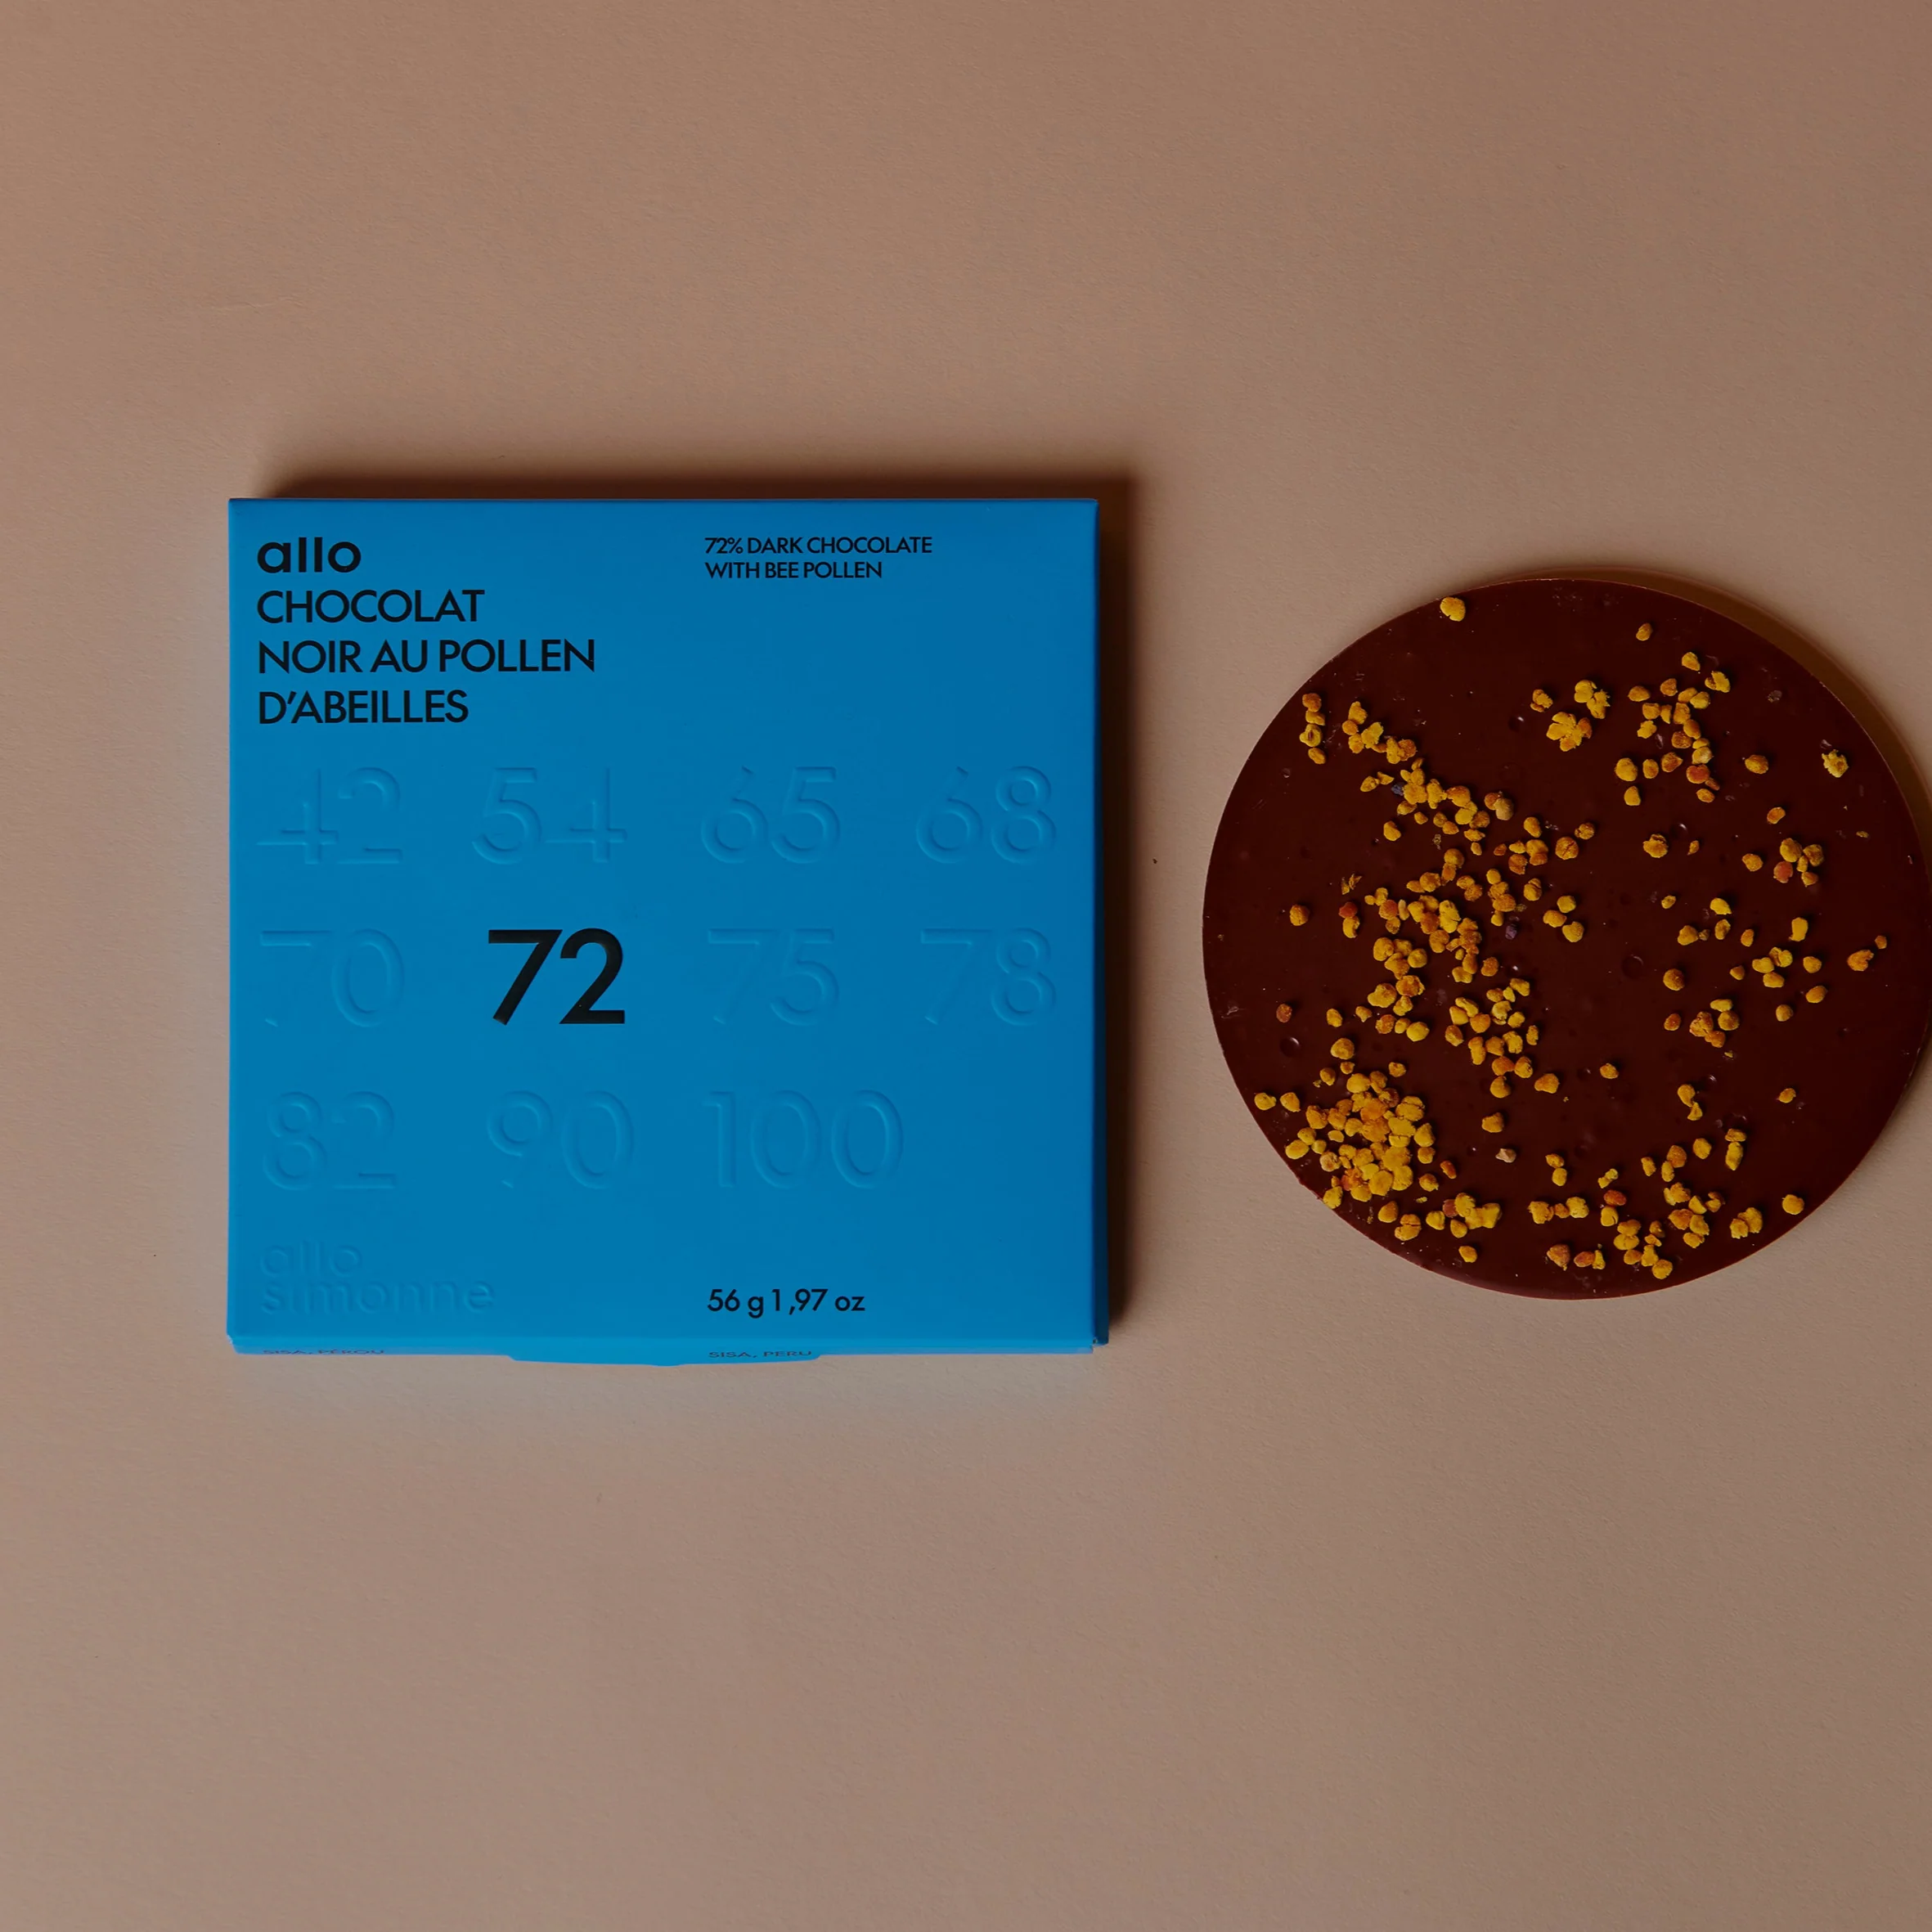 allo
CHOCOLAT
NOIR AU POLLEN
D'ABEILLES
72% DARK CHOCOLATE
WITH BEE POLLEN
42 54 65 68
70 72 75 78
82 90 100
allo
simonne
56 g 1,97 oz
SISA, PÉROU
SISA, PERU